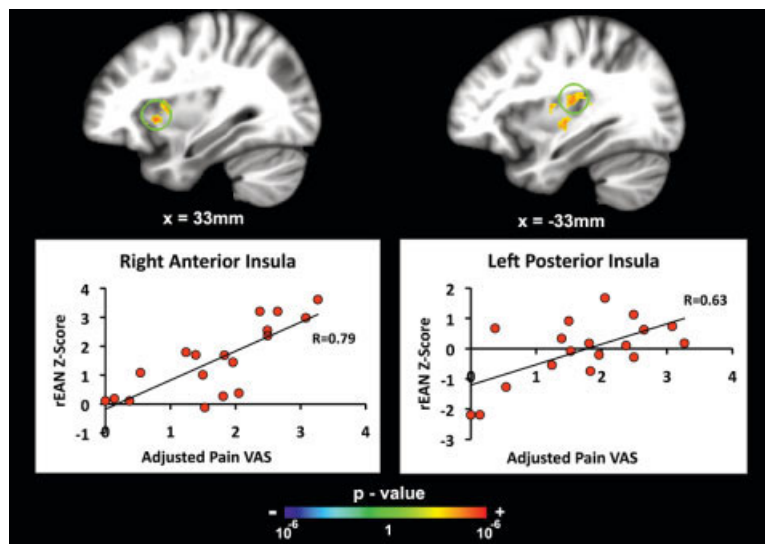 x = 33mm
x = -33mm
Right Anterior Insula
rEAN Z-Score
4
3
2
1
0
-1
R=0.79
0 1 2 3 4
Adjusted Pain VAS
Left Posterior Insula
rEAN Z-Score
3
2
1
0
-1
-2
-3
R=0.63
0 1 2 3 4
Adjusted Pain VAS
p - value
- +
10-6 1 10-6